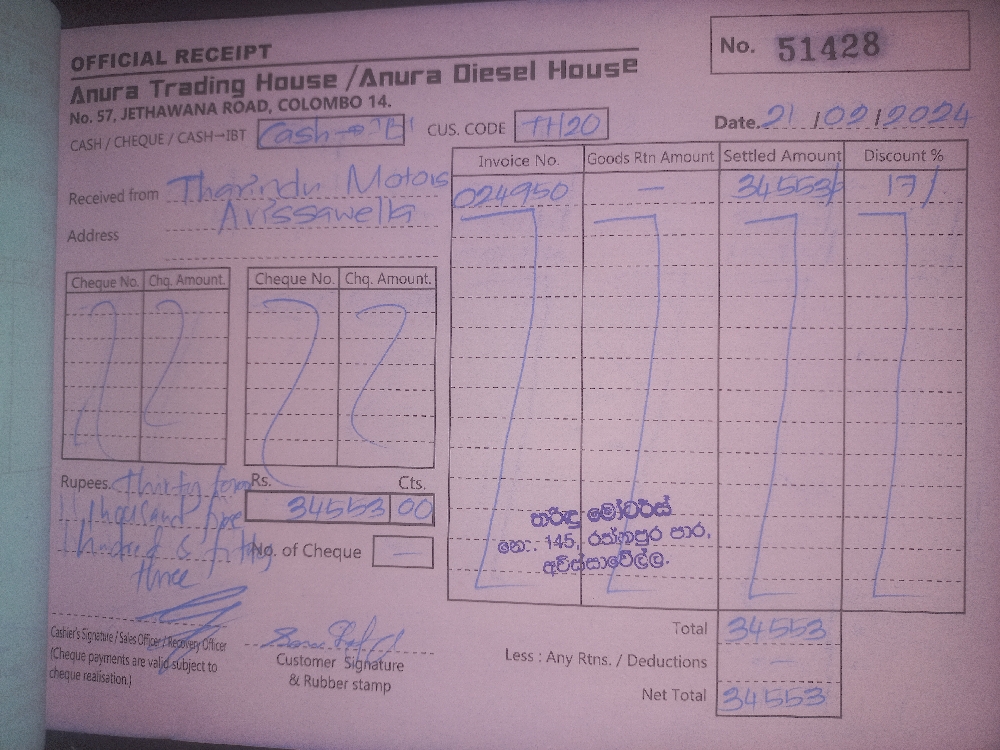 OFFICIAL RECEIPT
No. 51428
Anura Trading House / Anura Diesel House
No. 57, JETHAWANA ROAD, COLOMBO 14.
CASH / CHEQUE / CASH→IBT Cash → IBT CUS. CODE TH20 Date. 21 / 02 / 2024
Received from Tharindu Motors
Avissawella
Address
Invoice No. Goods Rtn Amount Settled Amount Discount %
024950 — 34553/ 17/
Cheque No. Chq. Amount. Cheque No. Chq. Amount.
Rupees. Thirty four
Thousand five
Hundred & fifty
three
Rs. Cts.
34553 00
No. of Cheque —
තරිඳු මෝටර්ස්
නො: 145, රත්නපුර පාර,
අවිස්සාවේල්ල.
Cashier's Signature / Sales Officer / Recovery Officer
(Cheque payments are valid subject to
cheque realisation.)
Customer Signature
& Rubber stamp
Total 34553
Less : Any Rtns. / Deductions —
Net Total 34553